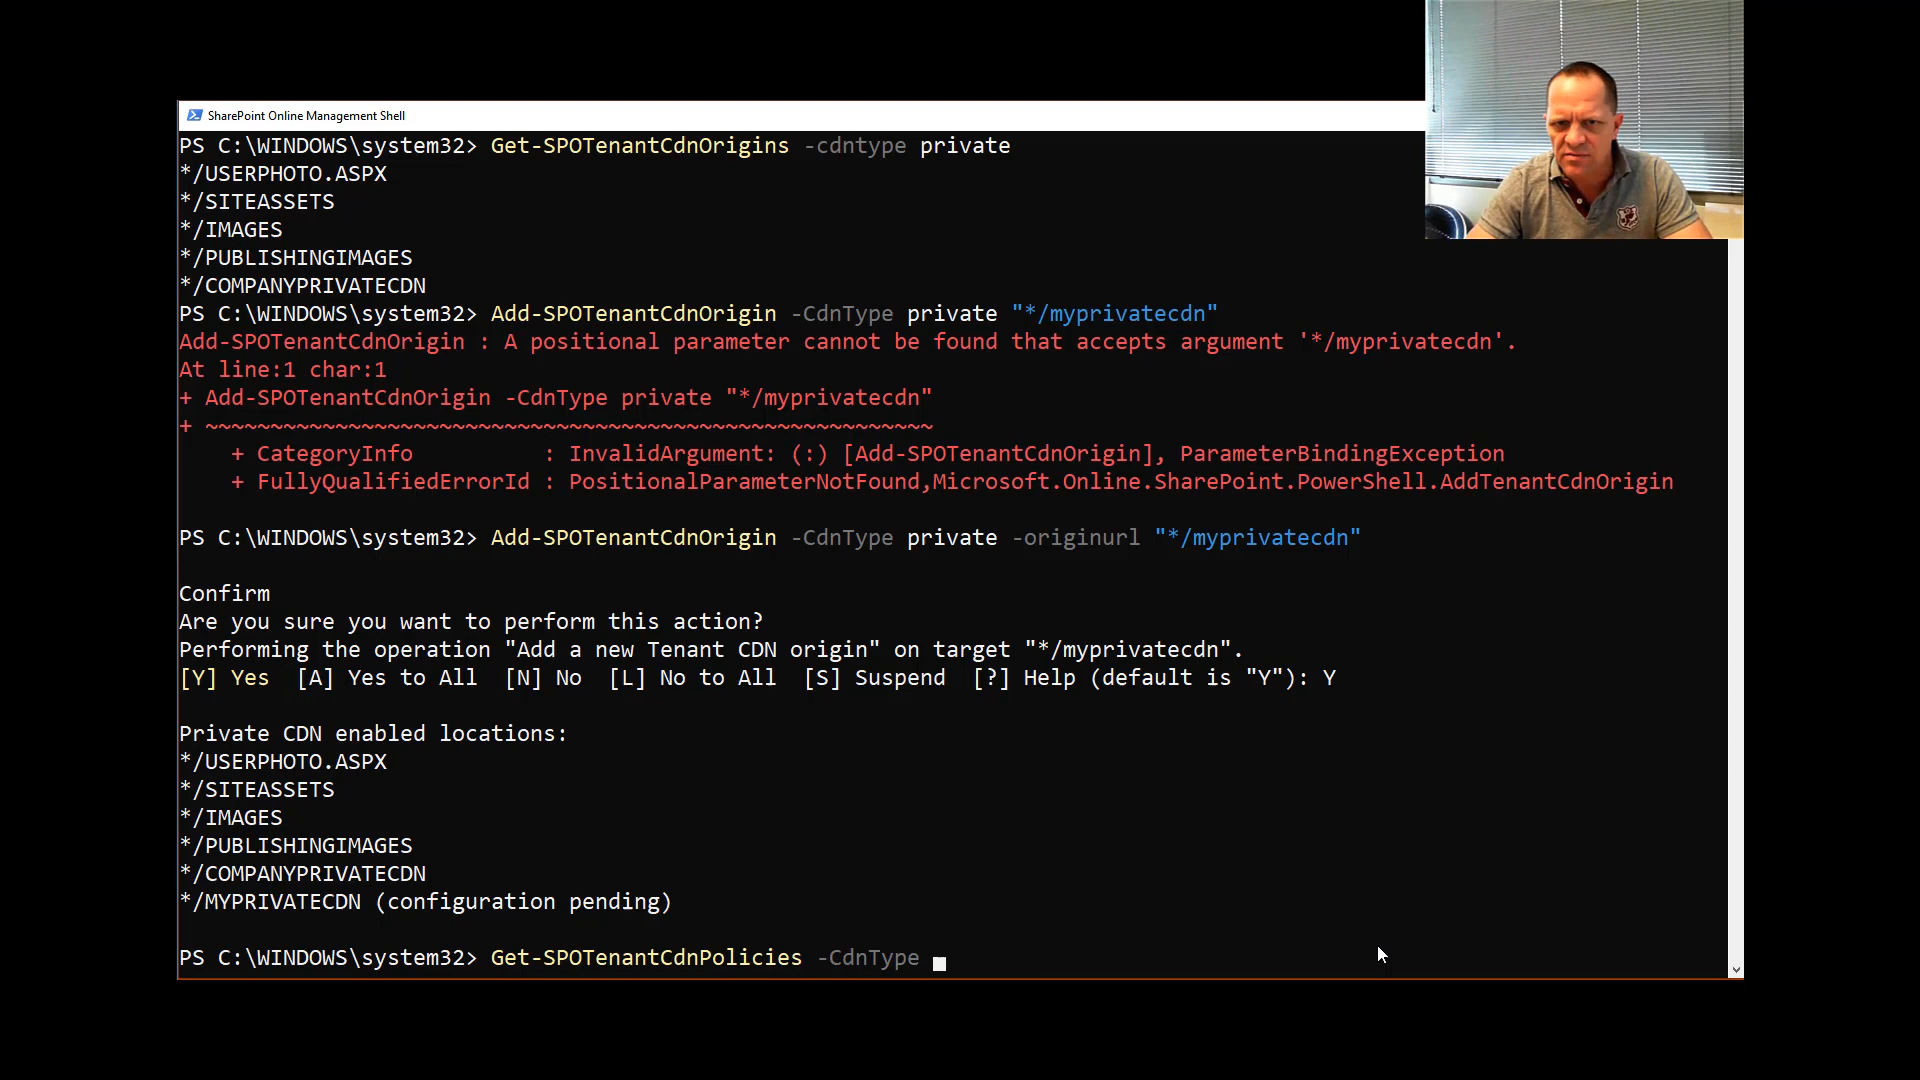 SharePoint Online Management Shell
PS C:\WINDOWS\system32> Get-SPOTenantCdnOrigins -cdntype private
*/USERPHOTO.ASPX
*/SITEASSETS
*/IMAGES
*/PUBLISHINGIMAGES
*/COMPANYPRIVATECDN
PS C:\WINDOWS\system32> Add-SPOTenantCdnOrigin -CdnType private "*/myprivatecdn"
Add-SPOTenantCdnOrigin : A positional parameter cannot be found that accepts argument '*/myprivatecdn'.
At line:1 char:1
+ Add-SPOTenantCdnOrigin -CdnType private "*/myprivatecdn"
+ ~~~~~~~~~~~~~~~~~~~~~~~~~~~~~~~~~~~~~~~~~~~~~~~~~~~~~~~~
    + CategoryInfo          : InvalidArgument: (:) [Add-SPOTenantCdnOrigin], ParameterBindingException
    + FullyQualifiedErrorId : PositionalParameterNotFound,Microsoft.Online.SharePoint.PowerShell.AddTenantCdnOrigin
PS C:\WINDOWS\system32> Add-SPOTenantCdnOrigin -CdnType private -originurl "*/myprivatecdn"
Confirm
Are you sure you want to perform this action?
Performing the operation "Add a new Tenant CDN origin" on target "*/myprivatecdn".
[Y] Yes  [A] Yes to All  [N] No  [L] No to All  [S] Suspend  [?] Help (default is "Y"): Y
Private CDN enabled locations:
*/USERPHOTO.ASPX
*/SITEASSETS
*/IMAGES
*/PUBLISHINGIMAGES
*/COMPANYPRIVATECDN
*/MYPRIVATECDN (configuration pending)
PS C:\WINDOWS\system32> Get-SPOTenantCdnPolicies -CdnType